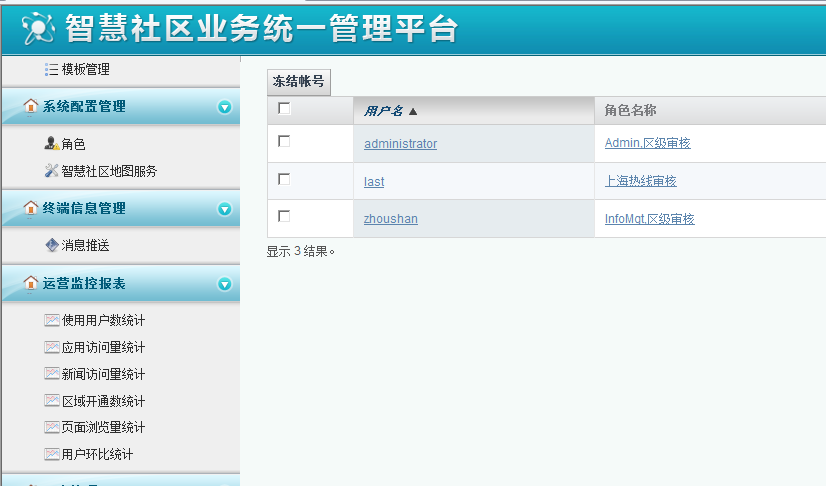 智慧社区业务统一管理平台
模板管理
系统配置管理
角色
智慧社区地图服务
终端信息管理
消息推送
运营监控报表
使用用户数统计
应用访问量统计
新闻访问量统计
区域开通数统计
页面浏览量统计
用户环比统计
冻结帐号
用户名 ▲ 角色名称
administrator Admin,区级审核
last 上海热线审核
zhoushan InfoMgt,区级审核
显示 3 结果。